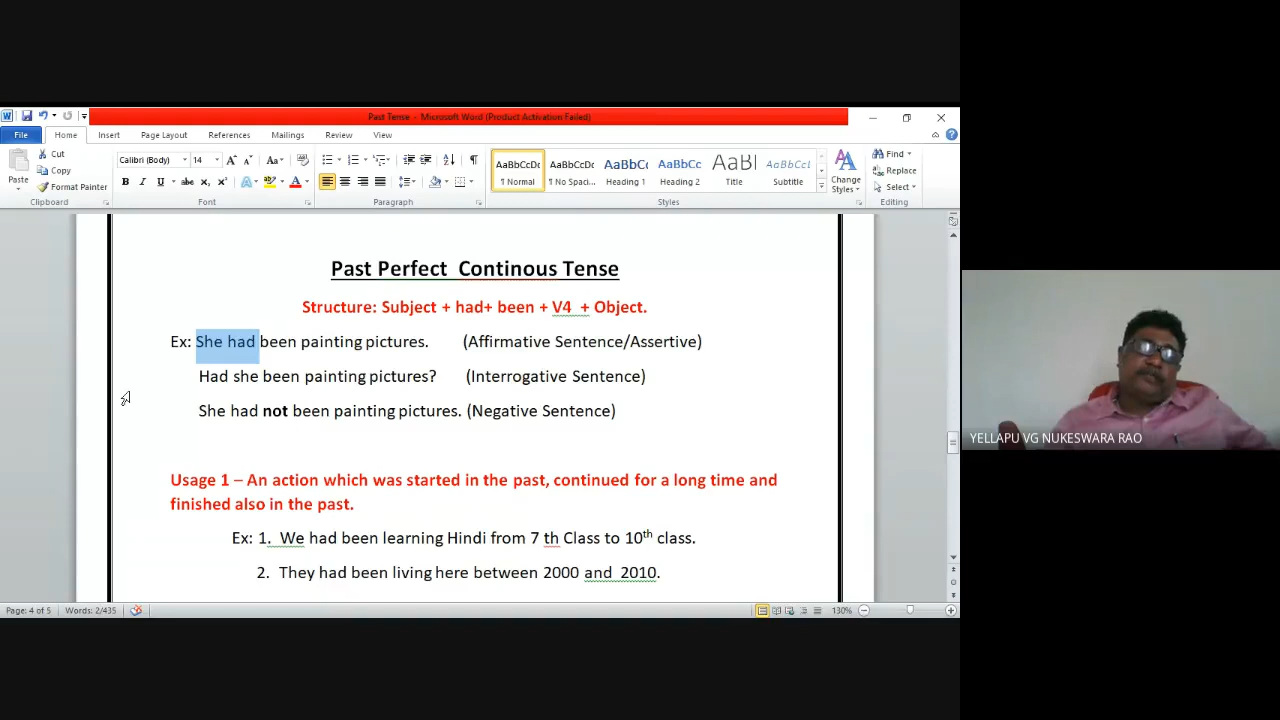 Past Tense - Microsoft Word (Product Activation Failed)
File Home Insert Page Layout References Mailings Review View
Cut
Copy
Format Painter
Paste
Calibri (Body) 14
AaBbCcDc AaBbCcDc AaBbCc AaBbCc AaBl AaBbCcl
¶ Normal ¶ No Spaci... Heading 1 Heading 2 Title Subtitle
Change Styles
Find
Replace
Select
Clipboard Font Paragraph Styles Editing
Past Perfect Continous Tense
Structure: Subject + had+ been + V4 + Object.
Ex: She had been painting pictures. (Affirmative Sentence/Assertive)
Had she been painting pictures? (Interrogative Sentence)
She had not been painting pictures. (Negative Sentence)
Usage 1 – An action which was started in the past, continued for a long time and
finished also in the past.
Ex: 1. We had been learning Hindi from 7 th Class to 10th class.
2. They had been living here between 2000 and 2010.
Page: 4 of 5 Words: 2/435 130%
YELLAPU VG NUKESWARA RAO